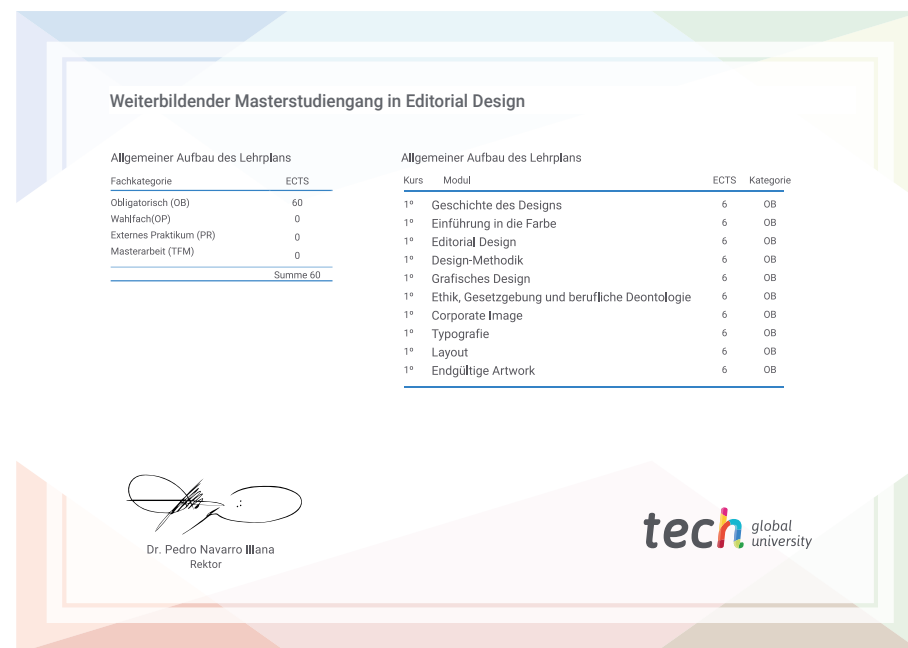 Weiterbildender Masterstudiengang in Editorial Design
Allgemeiner Aufbau des Lehrplans
Fachkategorie ECTS
Obligatorisch (OB) 60
Wahlfach(OP) 0
Externes Praktikum (PR) 0
Masterarbeit (TFM) 0
Summe 60
Allgemeiner Aufbau des Lehrplans
Kurs Modul ECTS Kategorie
1º Geschichte des Designs 6 OB
1º Einführung in die Farbe 6 OB
1º Editorial Design 6 OB
1º Design-Methodik 6 OB
1º Grafisches Design 6 OB
1º Ethik, Gesetzgebung und berufliche Deontologie 6 OB
1º Corporate Image 6 OB
1º Typografie 6 OB
1º Layout 6 OB
1º Endgültige Artwork 6 OB
Dr. Pedro Navarro Illana
Rektor
tech global
university